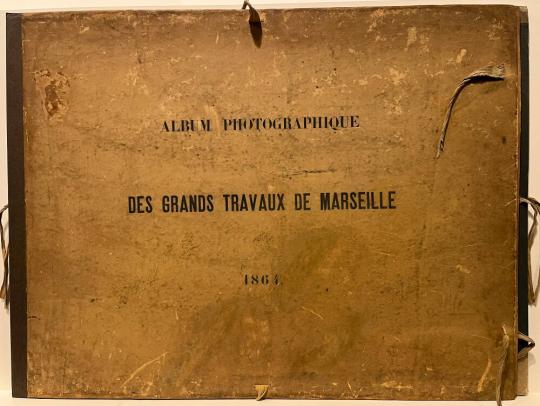 ALBUM PHOTOGRAPHIQUE
DES GRANDS TRAVAUX DE MARSEILLE
1864.